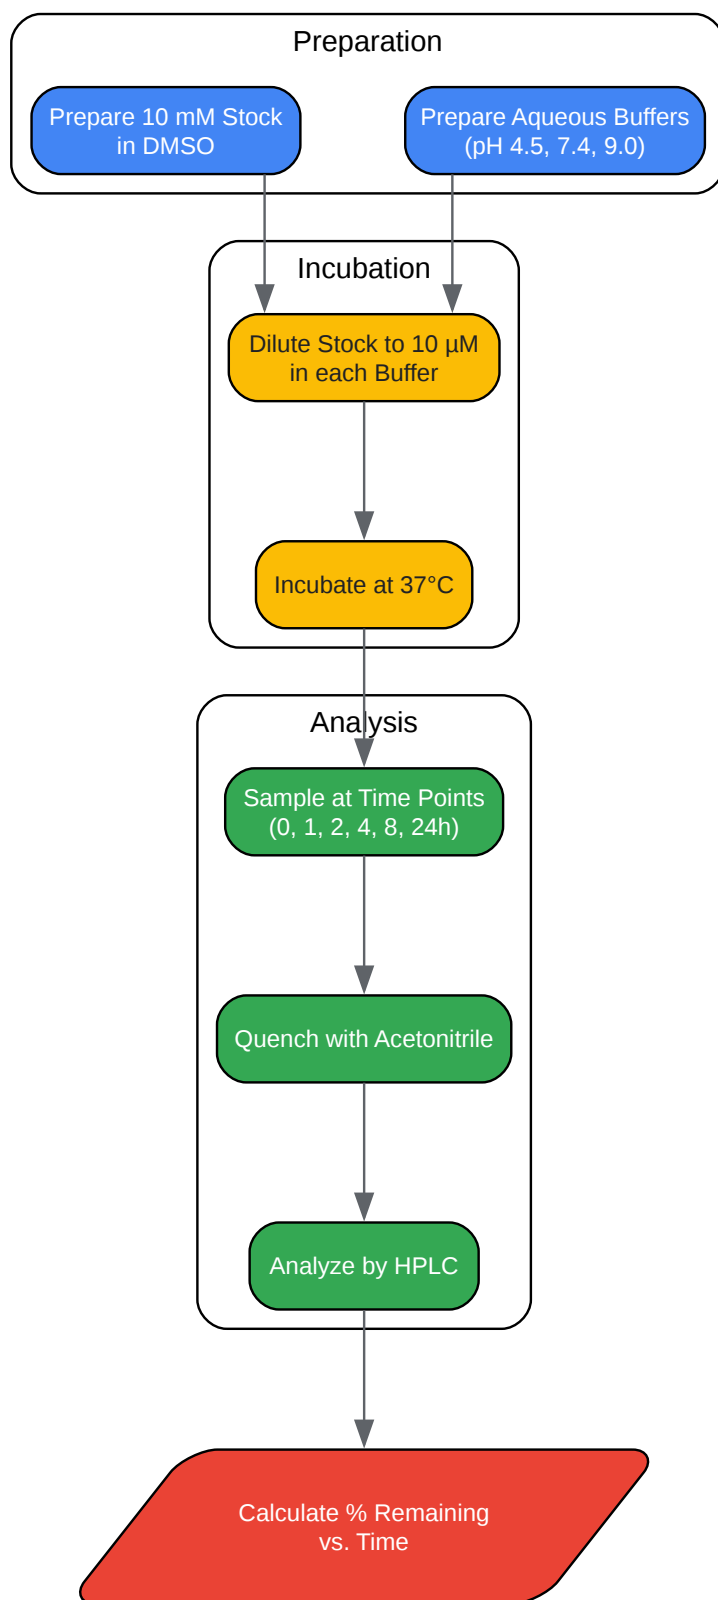 Preparation
Prepare 10 mM Stock
in DMSO
Prepare Aqueous Buffers
(pH 4.5, 7.4, 9.0)
Incubation
Dilute Stock to 10 µM
in each Buffer
Incubate at 37°C
Analysis
Sample at Time Points
(0, 1, 2, 4, 8, 24h)
Quench with Acetonitrile
Analyze by HPLC
Calculate % Remaining
vs. Time